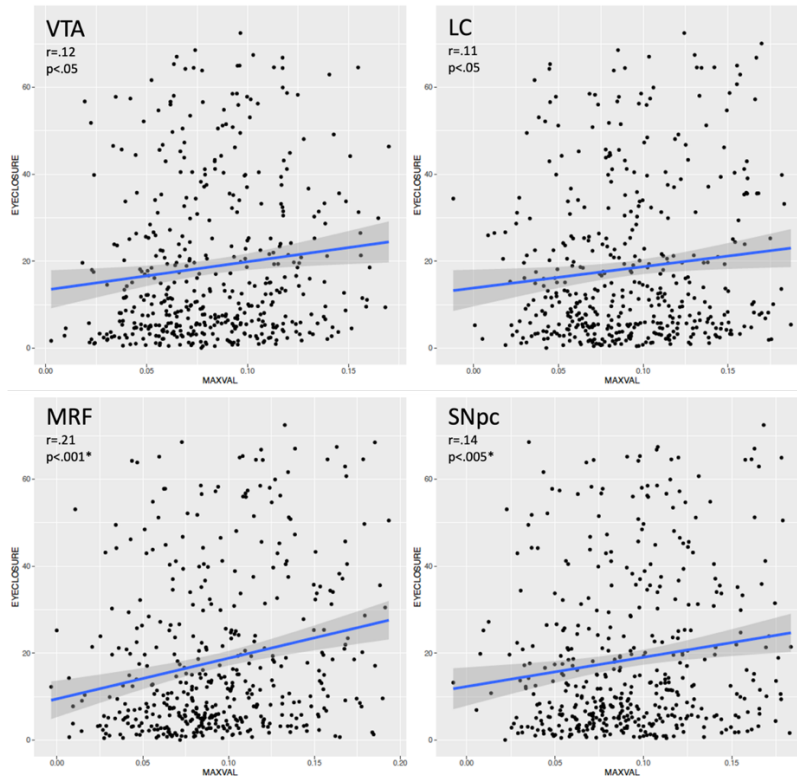 VTA
r=.12
p<.05
60
40
20
0
EYECLOSURE
0.00 0.05 0.10 0.15
MAXVAL
LC
r=.11
p<.05
60
40
20
0
EYECLOSURE
0.00 0.05 0.10 0.15
MAXVAL
MRF
r=.21
p<.001*
60
40
20
0
EYECLOSURE
0.00 0.05 0.10 0.15 0.20
MAXVAL
SNpc
r=.14
p<.005*
60
40
20
0
EYECLOSURE
0.00 0.05 0.10 0.15
MAXVAL